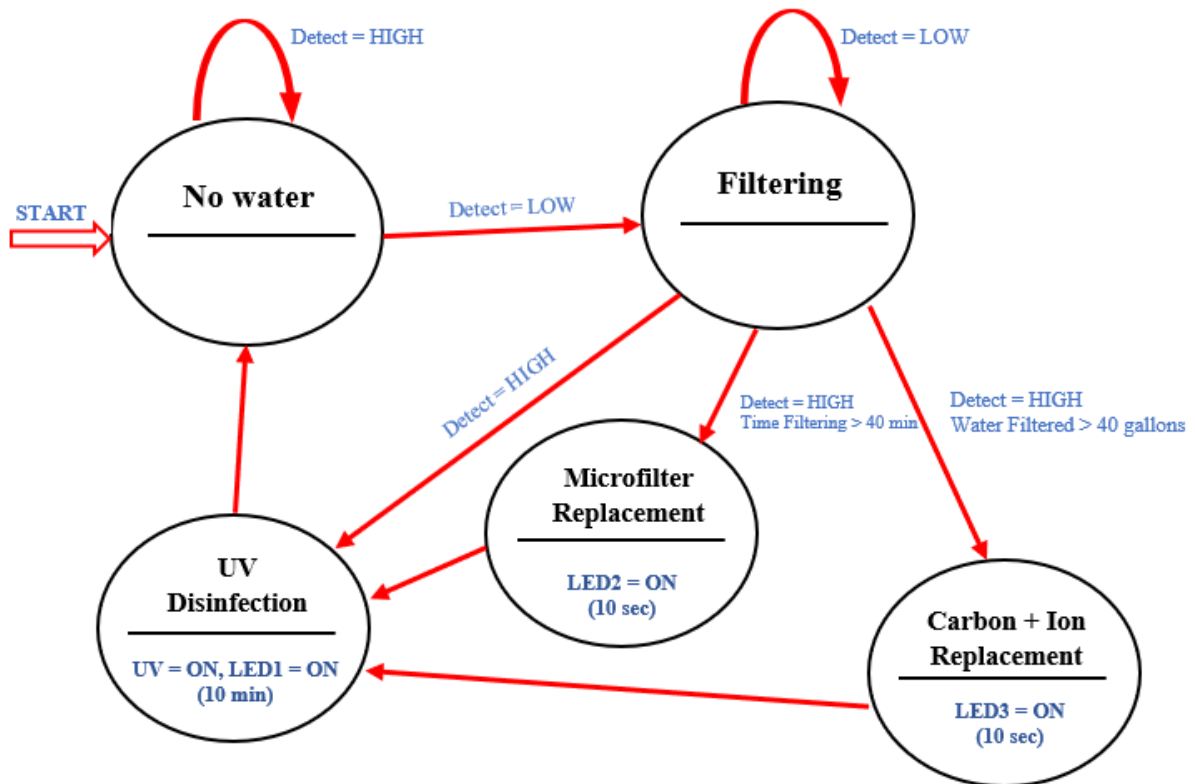 Detect = HIGH
Detect = LOW
No water
Filtering
START
Detect = LOW
Detect = HIGH
Detect = HIGH
Time Filtering > 40 min
Detect = HIGH
Water Filtered > 40 gallons
Microfilter
Replacement
LED2 = ON
(10 sec)
UV
Disinfection
UV = ON, LED1 = ON
(10 min)
Carbon + Ion
Replacement
LED3 = ON
(10 sec)